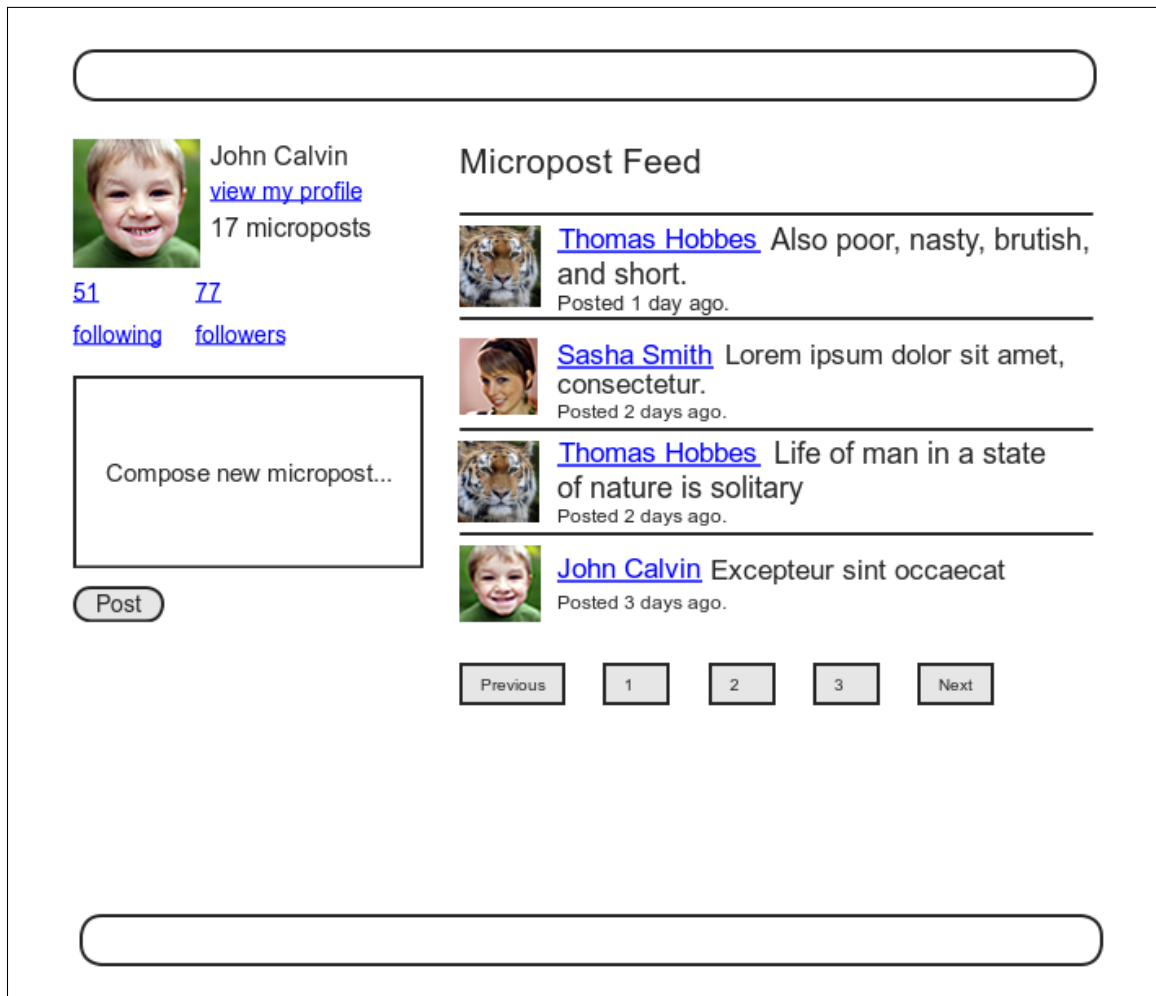 John Calvin
view my profile
17 microposts
51 77
following followers
Compose new micropost...
Post
Micropost Feed
Thomas Hobbes Also poor, nasty, brutish,
and short.
Posted 1 day ago.
Sasha Smith Lorem ipsum dolor sit amet,
consectetur.
Posted 2 days ago.
Thomas Hobbes Life of man in a state
of nature is solitary
Posted 2 days ago.
John Calvin Excepteur sint occaecat
Posted 3 days ago.
Previous 1 2 3 Next